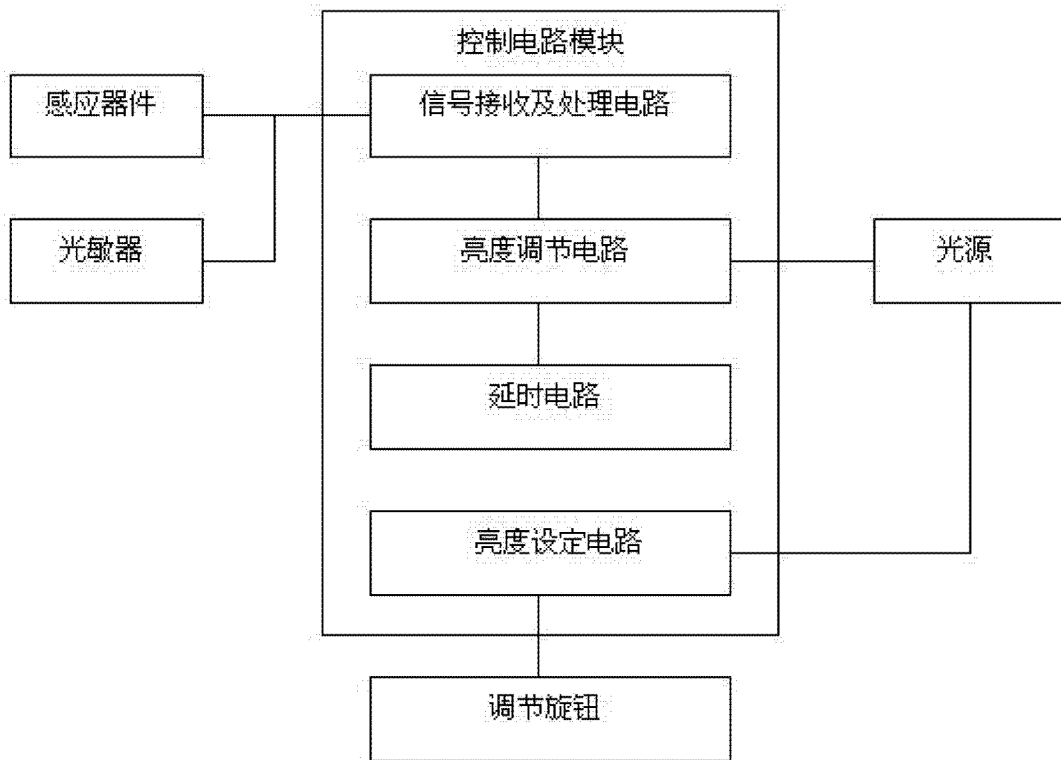 控制电路模块
感应器件
信号接收及处理电路
光敏器
亮度调节电路
光源
延时电路
亮度设定电路
调节旋钮